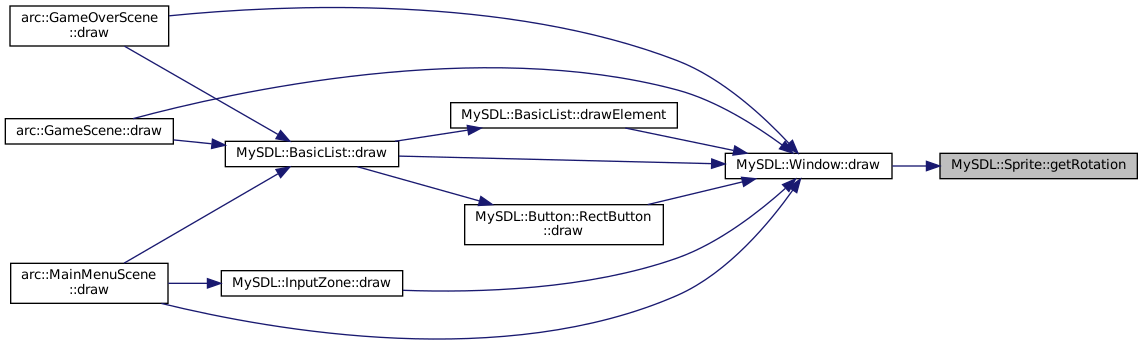 arc::GameOverScene
::draw
arc::GameScene::draw
MySDL::BasicList::drawElement
MySDL::BasicList::draw
MySDL::Window::draw
MySDL::Sprite::getRotation
MySDL::Button::RectButton
::draw
arc::MainMenuScene
::draw
MySDL::InputZone::draw